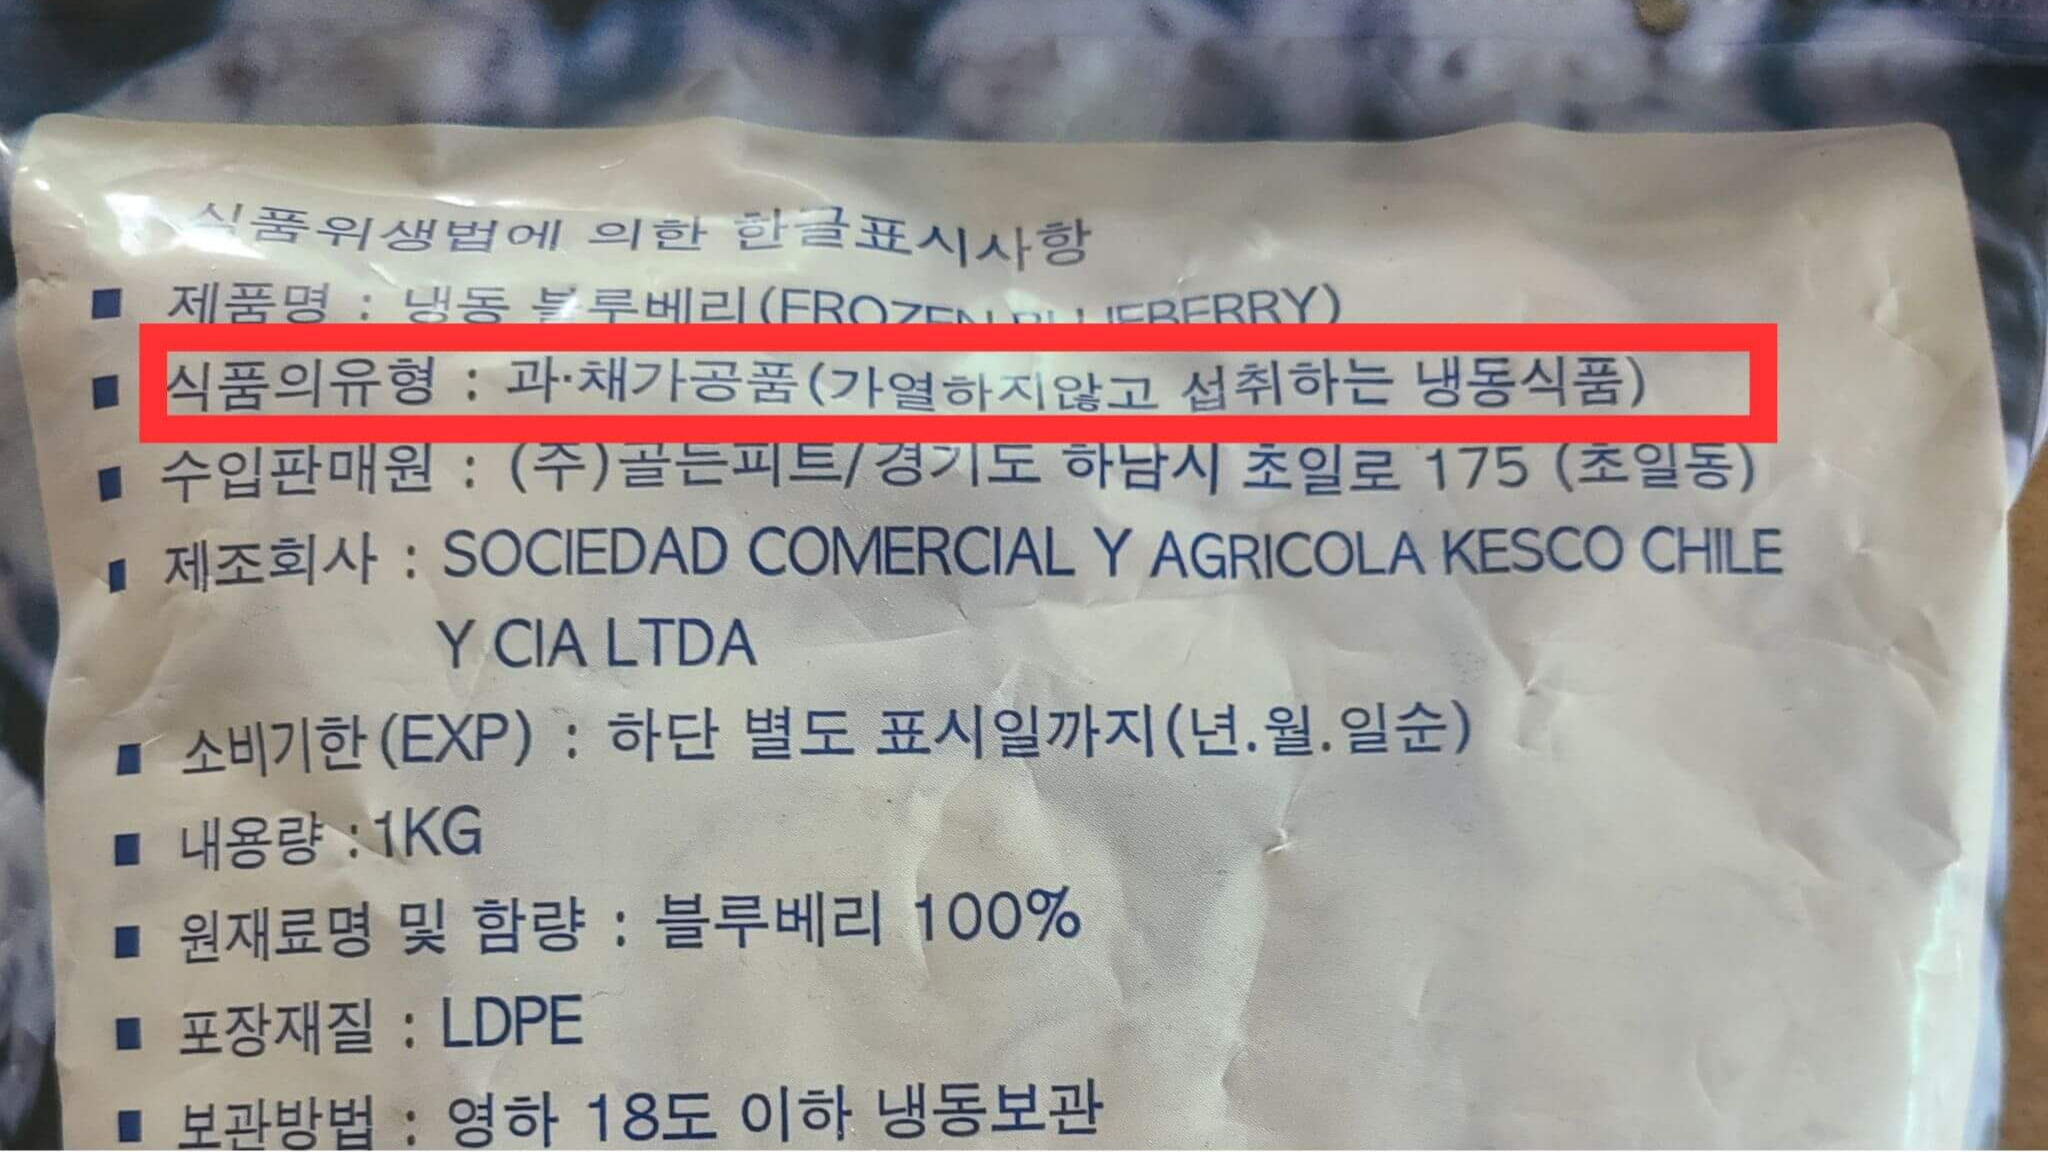 식품위생법에 의한 한글표시사항
■ 제품명 : 냉동 블루베리(FROZEN BLUEBERRY)
■ 식품의유형 : 과·채가공품(가열하지않고 섭취하는 냉동식품)
■ 수입판매원 : (주)골든피트/경기도 하남시 초일로 175 (초일동)
■ 제조회사 : SOCIEDAD COMERCIAL Y AGRICOLA KESCO CHILE
Y CIA LTDA
■ 소비기한(EXP) : 하단 별도 표시일까지(년.월.일순)
■ 내용량 :1KG
■ 원재료명 및 함량 : 블루베리 100%
■ 포장재질 : LDPE
■ 보관방법 : 영하 18도 이하 냉동보관